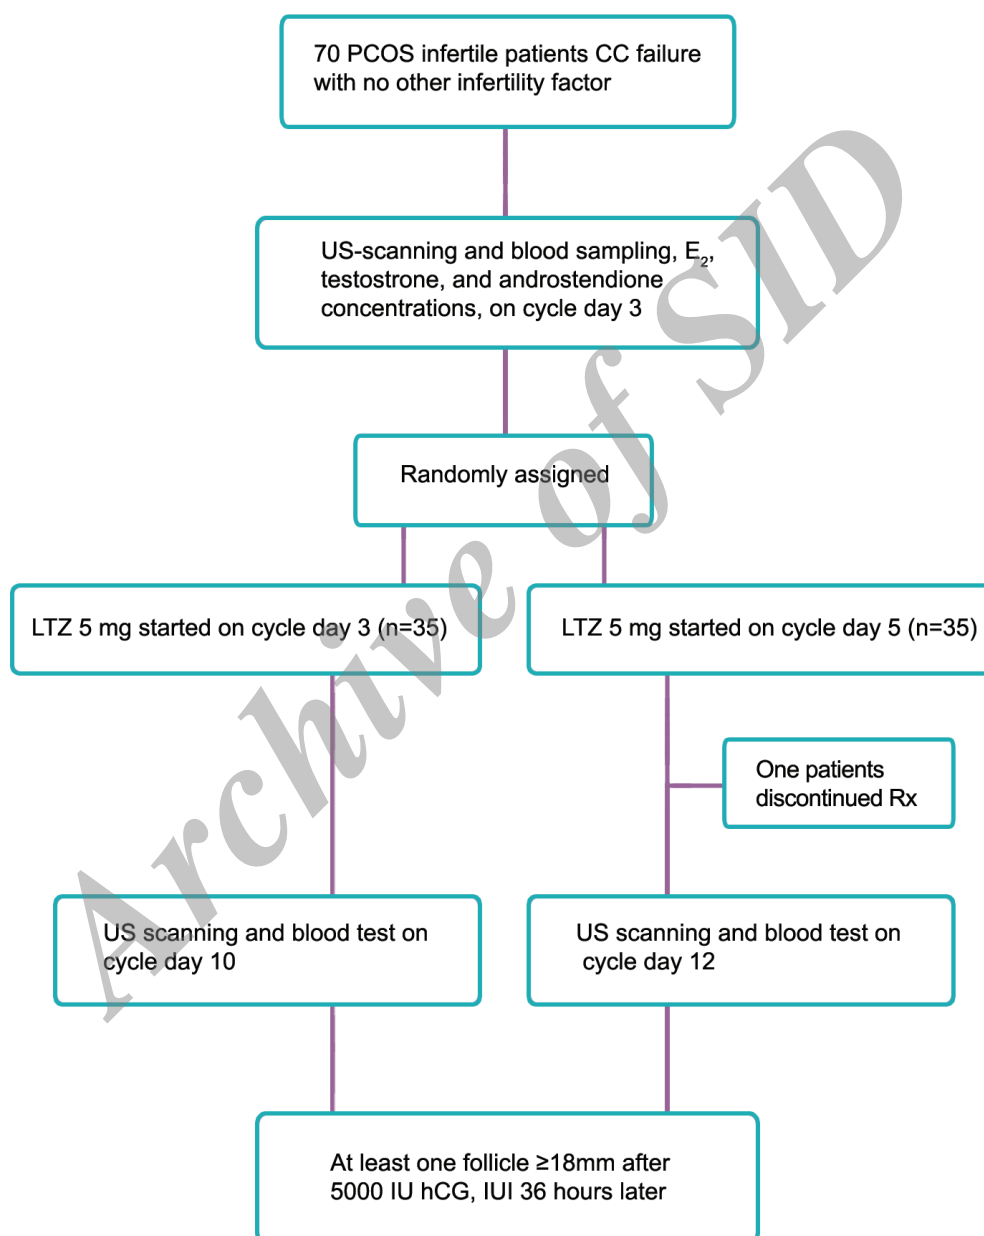 70 PCOS infertile patients CC failure
with no other infertility factor
US-scanning and blood sampling, E2,
testostrone, and androstendione
concentrations, on cycle day 3
Randomly assigned
LTZ 5 mg started on cycle day 3 (n=35)
LTZ 5 mg started on cycle day 5 (n=35)
One patients
discontinued Rx
US scanning and blood test on
cycle day 10
US scanning and blood test on
cycle day 12
At least one follicle ≥18mm after
5000 IU hCG, IUI 36 hours later
Archive of SID